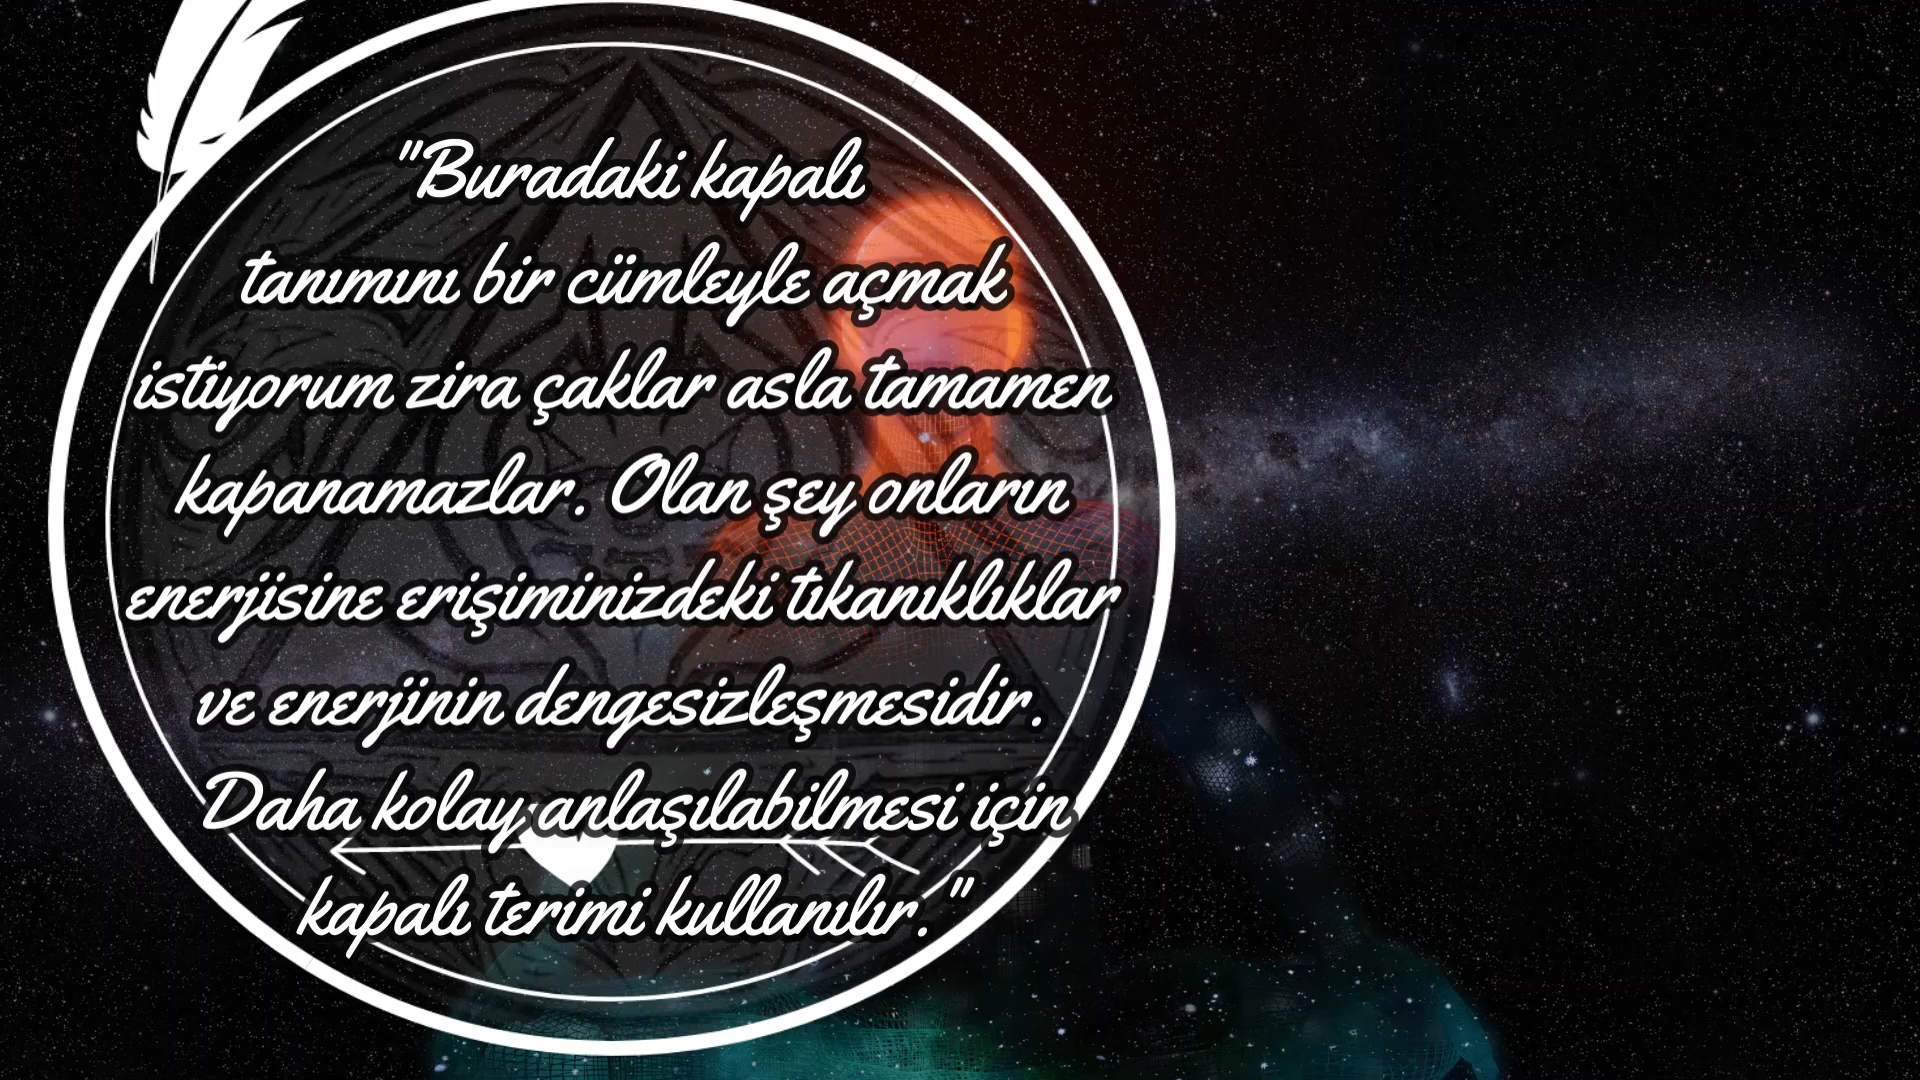 "Buradaki kapalı
tanımını bir cümleyle açmak
istiyorum zira çaklar asla tamamen
kapanamazlar. Olan şey onların
enerjisine erişiminizdeki tıkanıklıklar
ve enerjinin dengesizleşmesidir.
Daha kolay anlaşılabilmesi için
kapalı terimi kullanılır."